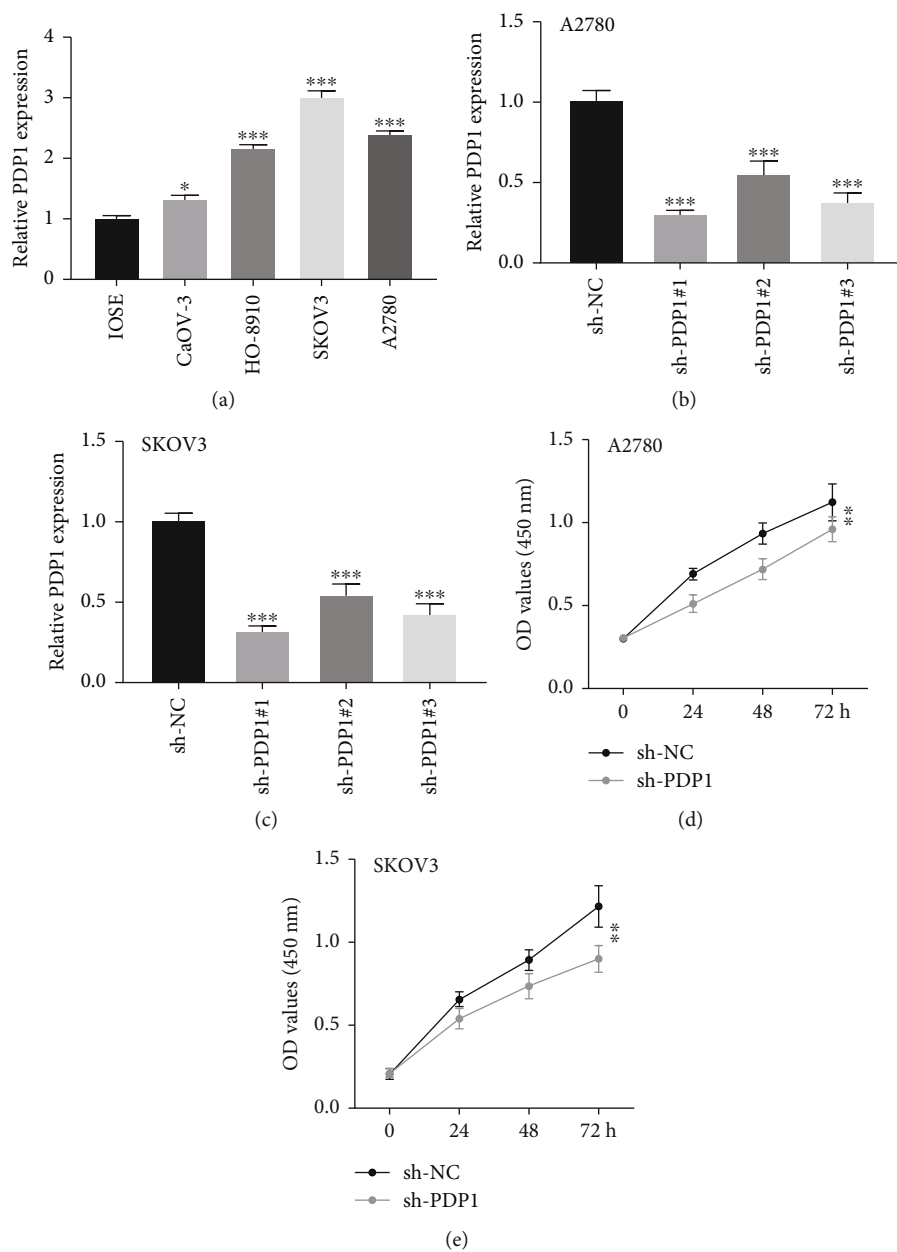 4
3
2
1
0
Relative PDP1 expression
*
***
***
***
IOSE
CaOV-3
HO-8910
SKOV3
A2780
(a)
A2780
1.5
1.0
0.5
0.0
Relative PDP1 expression
***
***
***
sh-NC
sh-PDP1#1
sh-PDP1#2
sh-PDP1#3
(b)
SKOV3
1.5
1.0
0.5
0.0
Relative PDP1 expression
***
***
***
sh-NC
sh-PDP1#1
sh-PDP1#2
sh-PDP1#3
(c)
A2780
1.5
1.0
0.5
0.0
OD values (450 nm)
**
0 24 48 72 h
sh-NC
sh-PDP1
(d)
SKOV3
1.5
1.0
0.5
0.0
OD values (450 nm)
**
0 24 48 72 h
sh-NC
sh-PDP1
(e)